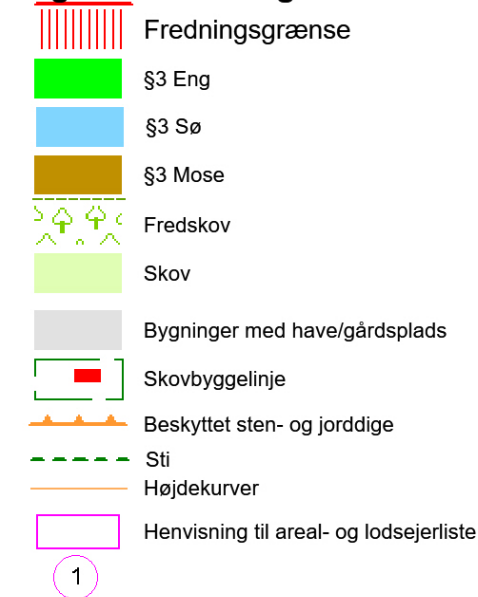 Fredningsgrænse
§3 Eng
§3 Sø
§3 Mose
Fredskov
Skov
Bygninger med have/gårdsplads
Skovbyggelinje
Beskyttet sten- og jorddige
Sti
Højdekurver
Henvisning til areal- og lodsejerliste
1